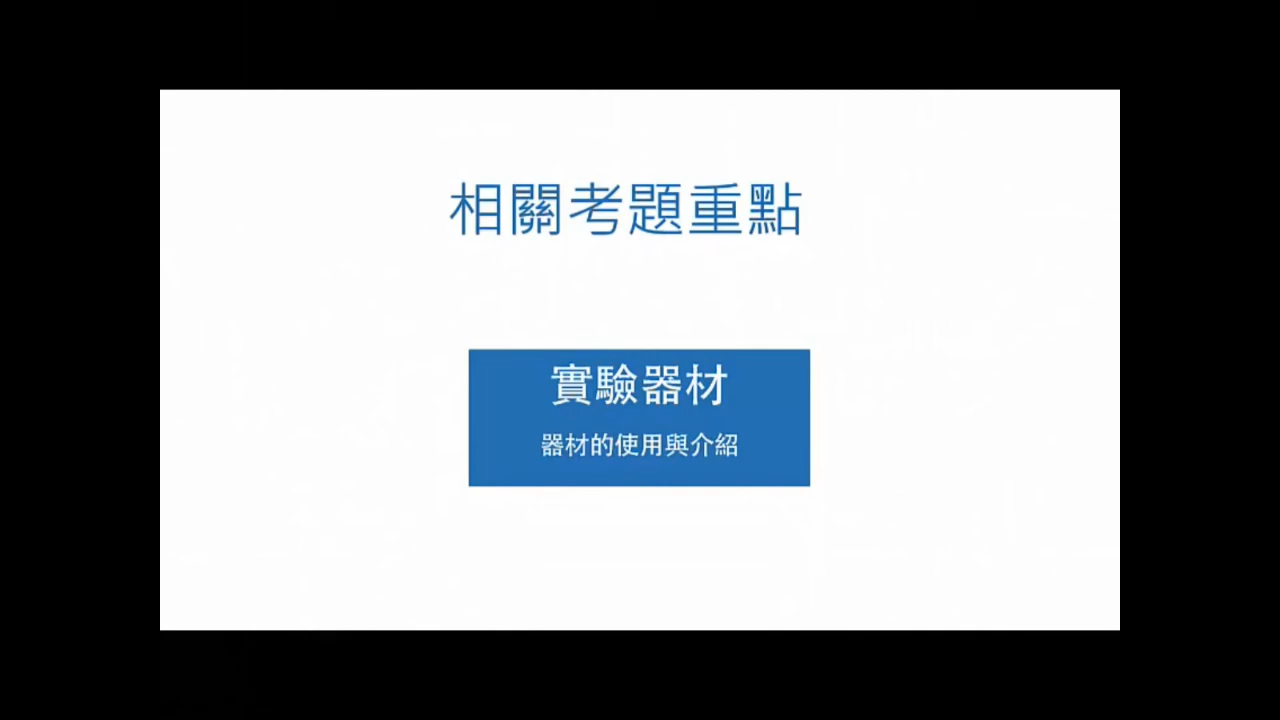 相關考題重點
實驗器材
器材的使用與介紹